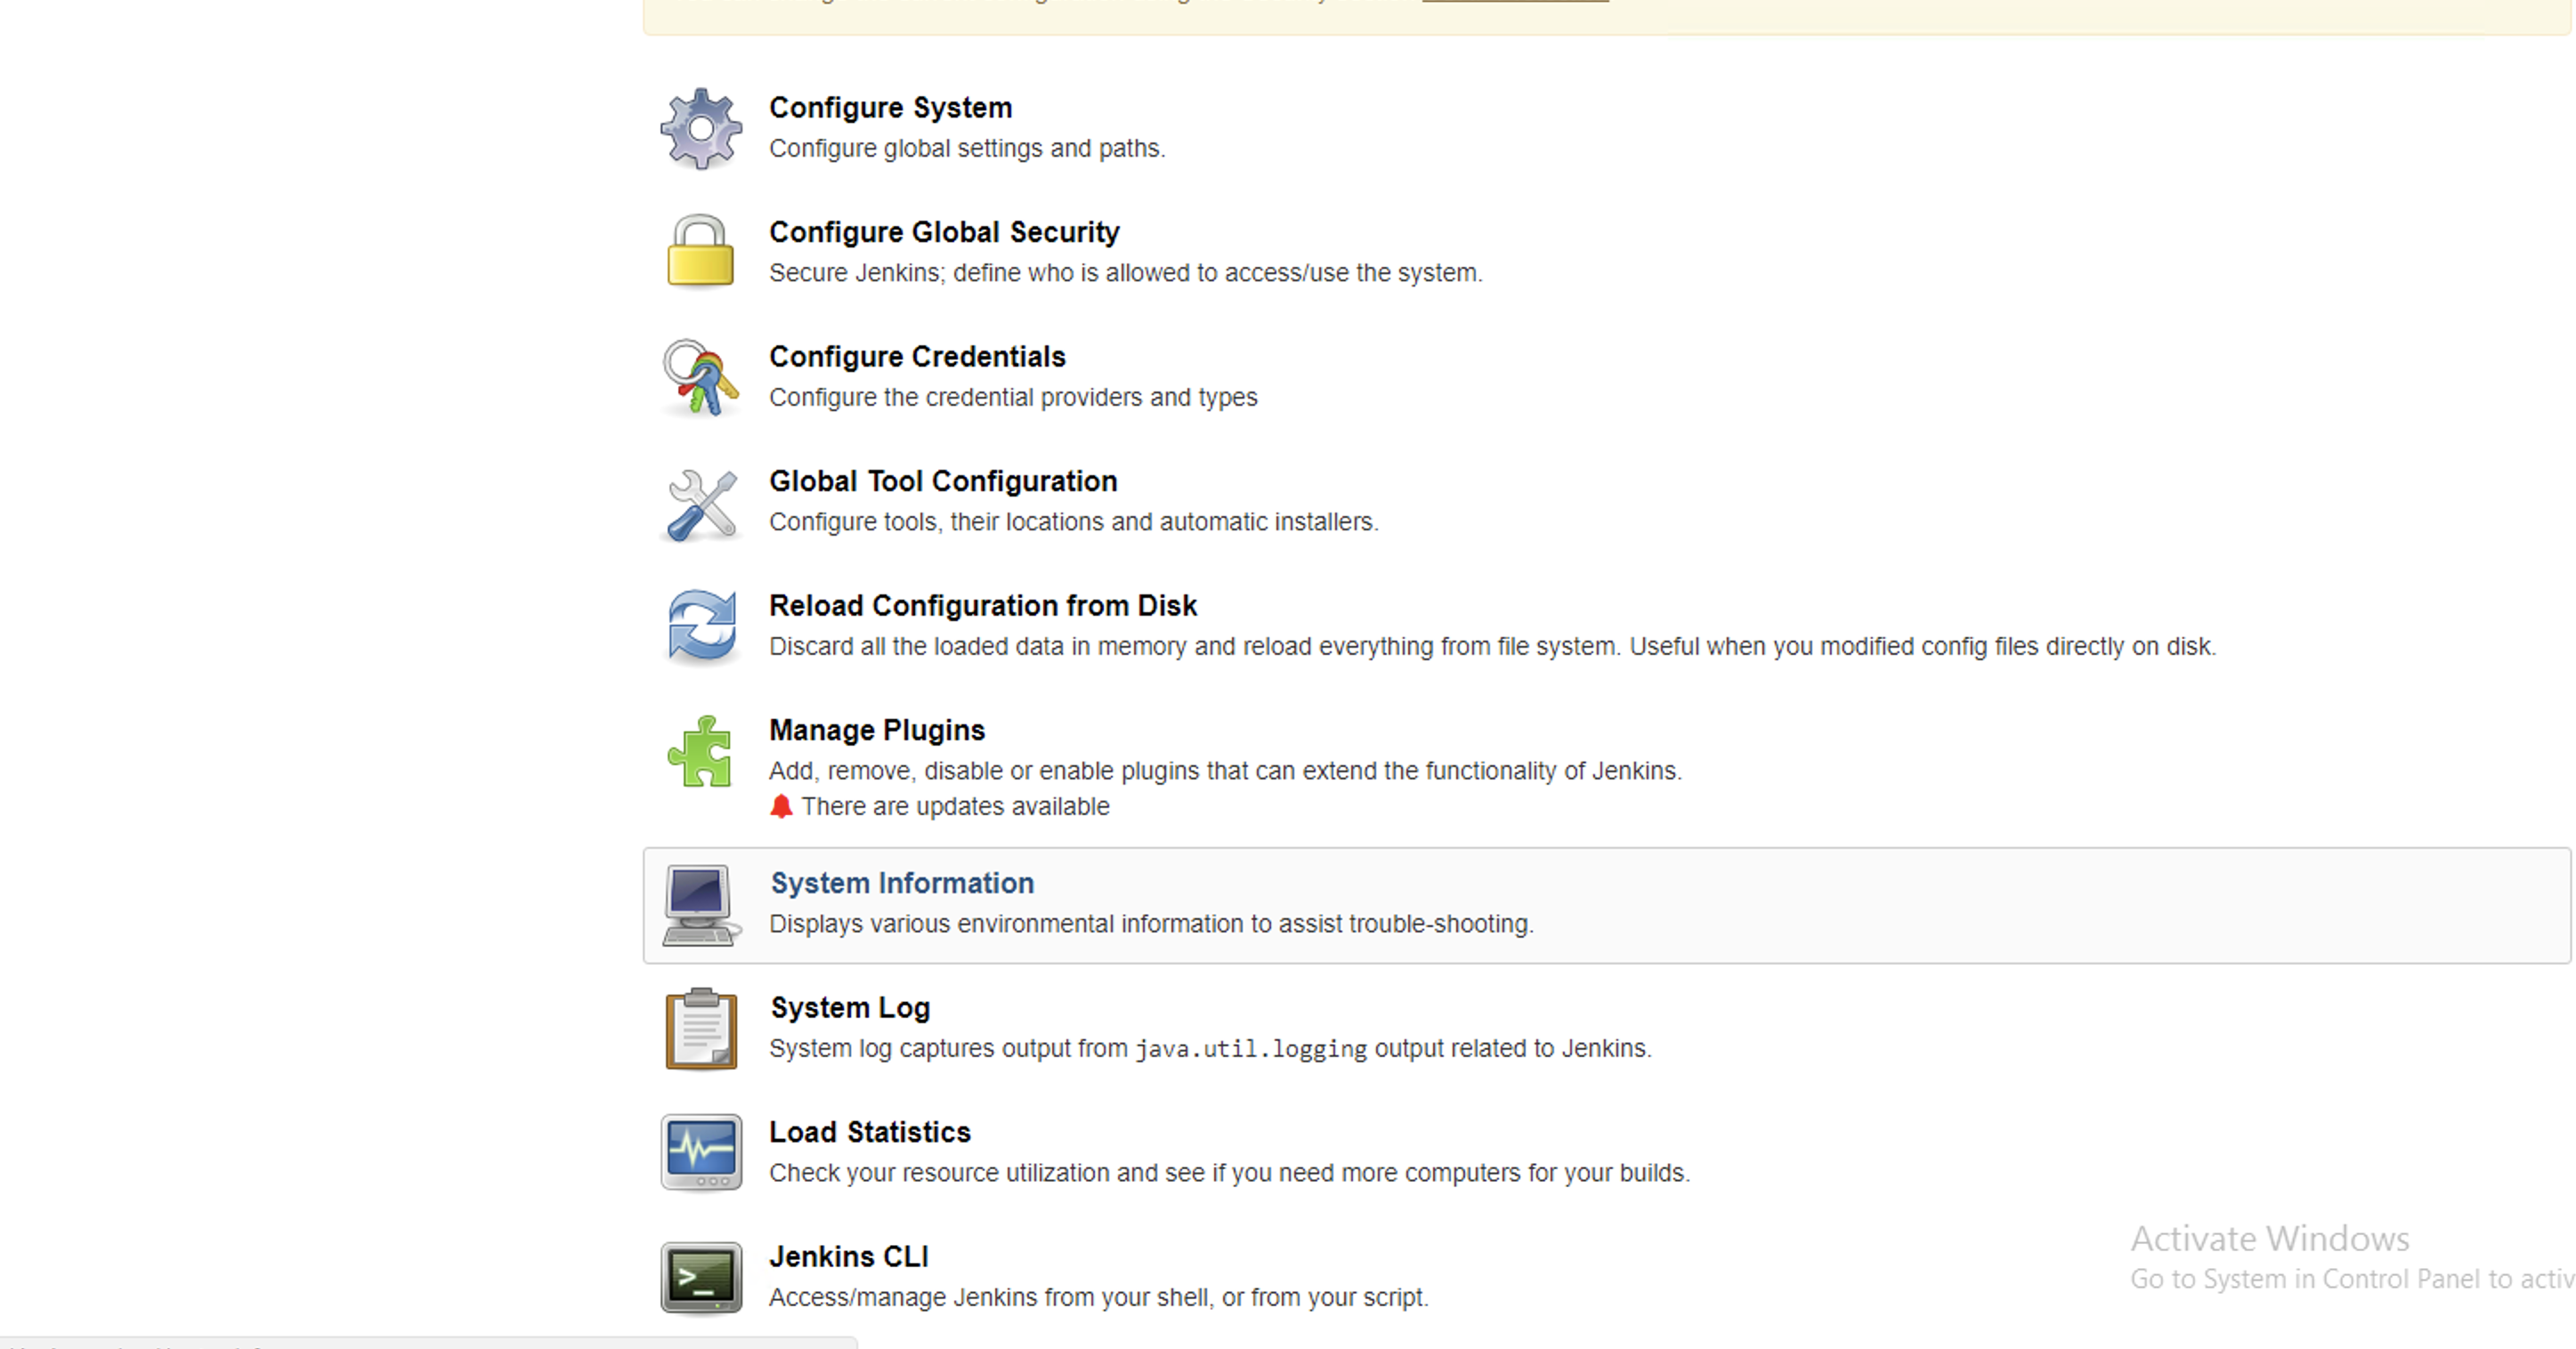 Configure System
Configure global settings and paths.
Configure Global Security
Secure Jenkins; define who is allowed to access/use the system.
Configure Credentials
Configure the credential providers and types
Global Tool Configuration
Configure tools, their locations and automatic installers.
Reload Configuration from Disk
Discard all the loaded data in memory and reload everything from file system. Useful when you modified config files directly on disk.
Manage Plugins
Add, remove, disable or enable plugins that can extend the functionality of Jenkins.
There are updates available
System Information
Displays various environmental information to assist trouble-shooting.
System Log
System log captures output from java.util.logging output related to Jenkins.
Load Statistics
Check your resource utilization and see if you need more computers for your builds.
Jenkins CLI
Access/manage Jenkins from your shell, or from your script.
Activate Windows
Go to System in Control Panel to activ